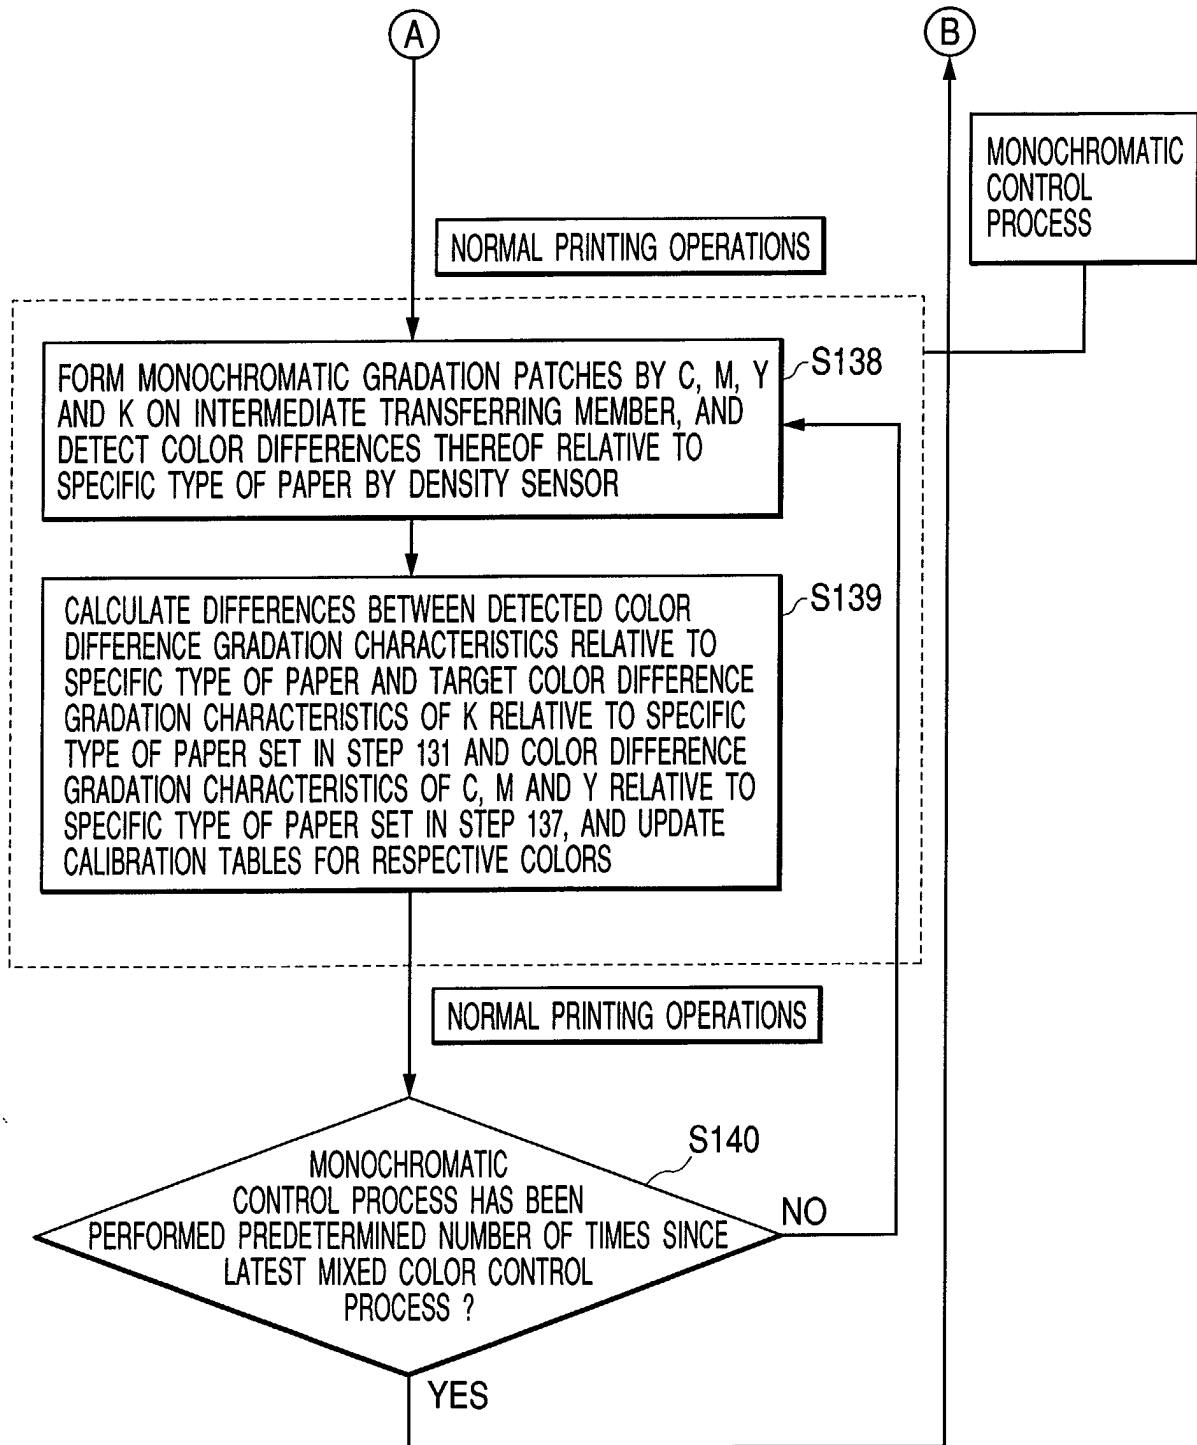 A
B
MONOCHROMATIC
CONTROL
PROCESS
NORMAL PRINTING OPERATIONS
S138
FORM MONOCHROMATIC GRADATION PATCHES BY C, M, Y
AND K ON INTERMEDIATE TRANSFERRING MEMBER, AND
DETECT COLOR DIFFERENCES THEREOF RELATIVE TO
SPECIFIC TYPE OF PAPER BY DENSITY SENSOR
S139
CALCULATE DIFFERENCES BETWEEN DETECTED COLOR
DIFFERENCE GRADATION CHARACTERISTICS RELATIVE TO
SPECIFIC TYPE OF PAPER AND TARGET COLOR DIFFERENCE
GRADATION CHARACTERISTICS OF K RELATIVE TO SPECIFIC
TYPE OF PAPER SET IN STEP 131 AND COLOR DIFFERENCE
GRADATION CHARACTERISTICS OF C, M AND Y RELATIVE TO
SPECIFIC TYPE OF PAPER SET IN STEP 137, AND UPDATE
CALIBRATION TABLES FOR RESPECTIVE COLORS
NORMAL PRINTING OPERATIONS
S140
MONOCHROMATIC
CONTROL PROCESS HAS BEEN
PERFORMED PREDETERMINED NUMBER OF TIMES SINCE
LATEST MIXED COLOR CONTROL
PROCESS ?
NO
YES